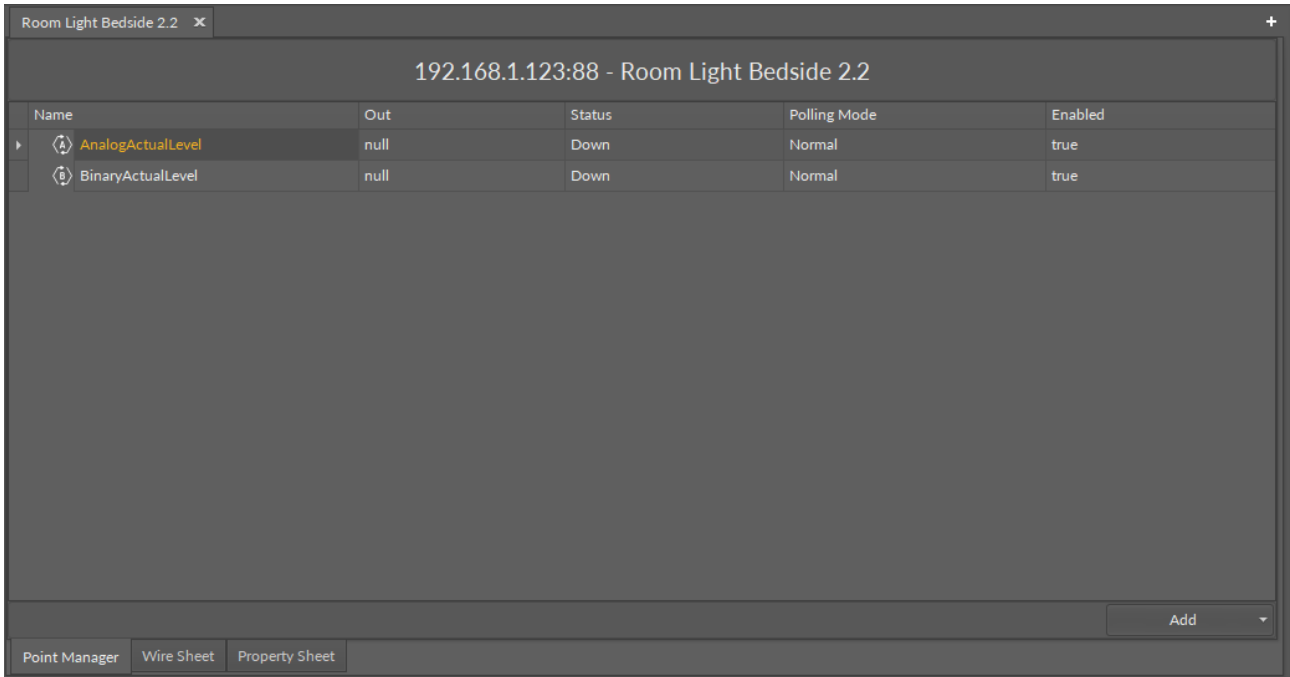 Room Light Bedside 2.2
192.168.1.123:88 - Room Light Bedside 2.2
Name Out Status Polling Mode Enabled
A AnalogActualLevel null Down Normal true
B BinaryActualLevel null Down Normal true
Add
Point Manager Wire Sheet Property Sheet